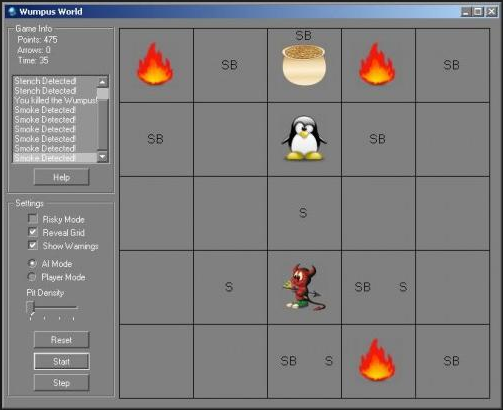 Wumpus World
Game Info
Points: 475
Arrows: 0
Time: 35
Stench Detected!
Stench Detected!
You killed the Wumpus!
Smoke Detected!
Smoke Detected!
Smoke Detected!
Smoke Detected!
Smoke Detected!
Smoke Detected!
Help
Settings
Risky Mode
Reveal Grid
Show Warnings
AI Mode
Player Mode
Pit Density
Reset
Start
Step
SB
SB
SB
SB
SB
S
S
SB S
SB S
SB